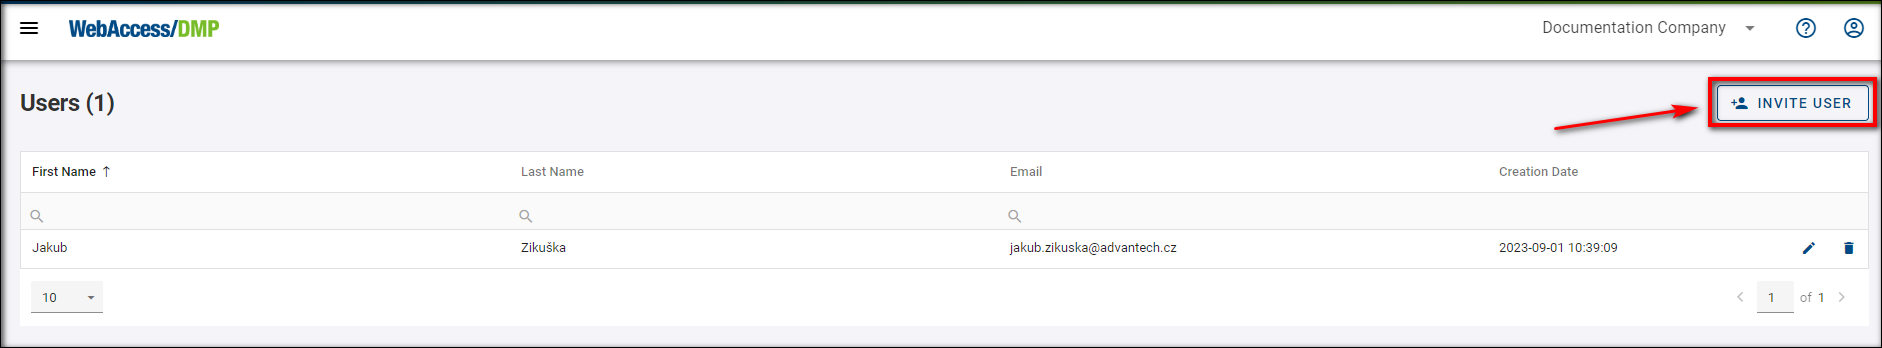 WebAccess/DMP Documentation Company
Users (1) INVITE USER
First Name Last Name Email Creation Date
Jakub Zikuška jakub.zikuska@advantech.cz 2023-09-01 10:39:09
10 1 of 1